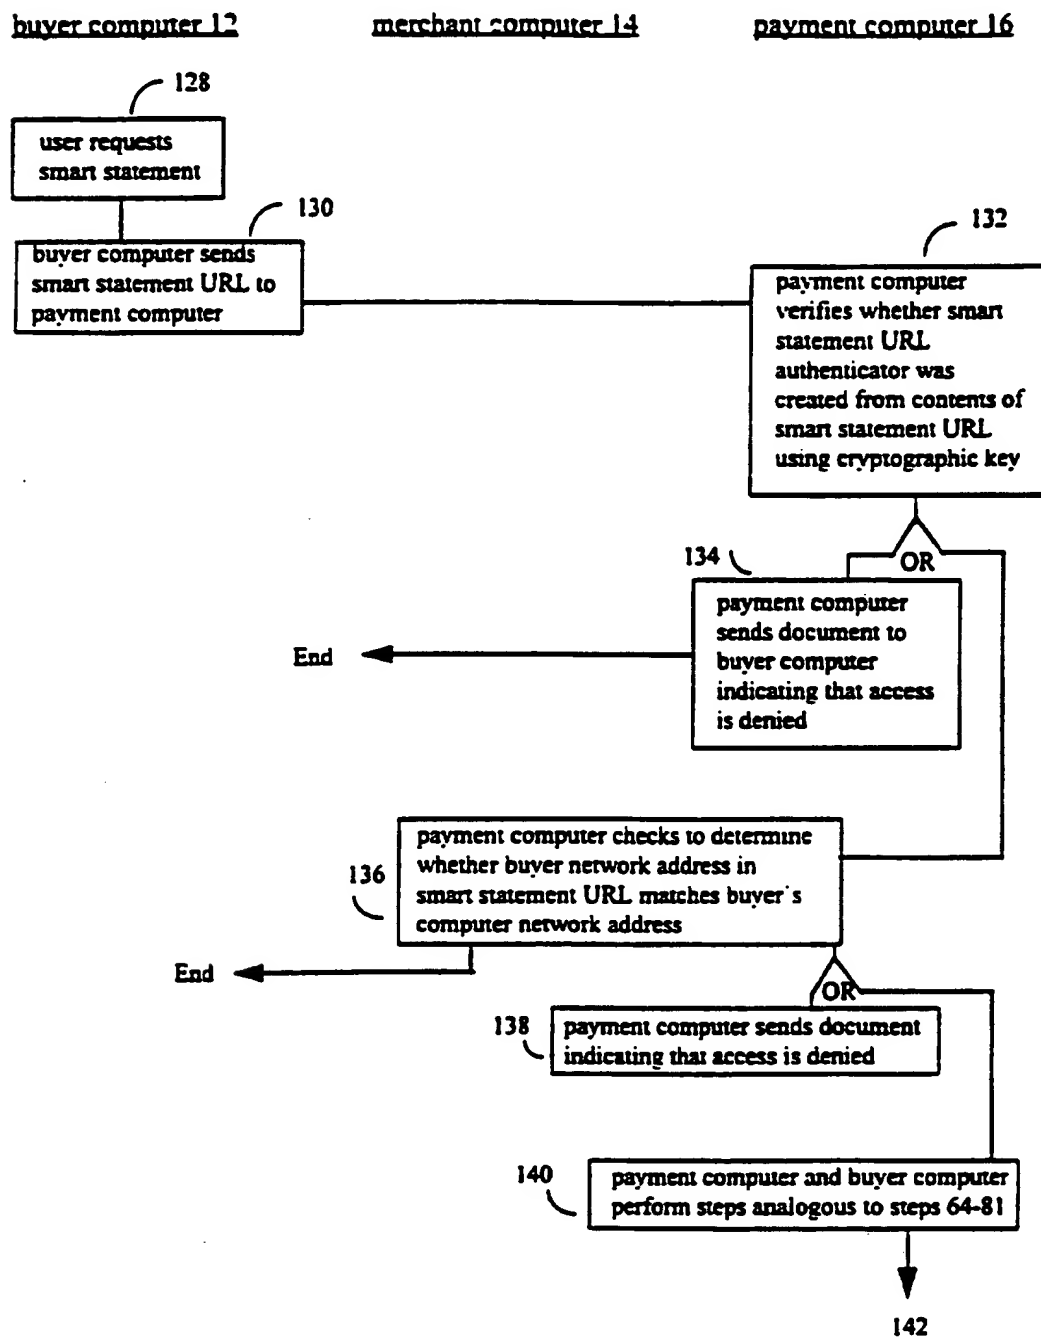 buyer computer 12
merchant computer 14
payment computer 16
128
user requests
smart statement
130
buyer computer sends
smart statement URL to
payment computer
132
payment computer
verifies whether smart
statement URL
authenticator was
created from contents of
smart statement URL
using cryptographic key
OR
134
payment computer
sends document to
buyer computer
indicating that access
is denied
End
136
payment computer checks to determine
whether buyer network address in
smart statement URL matches buyer's
computer network address
End
OR
138
payment computer sends document
indicating that access is denied
140
payment computer and buyer computer
perform steps analogous to steps 64-81
142